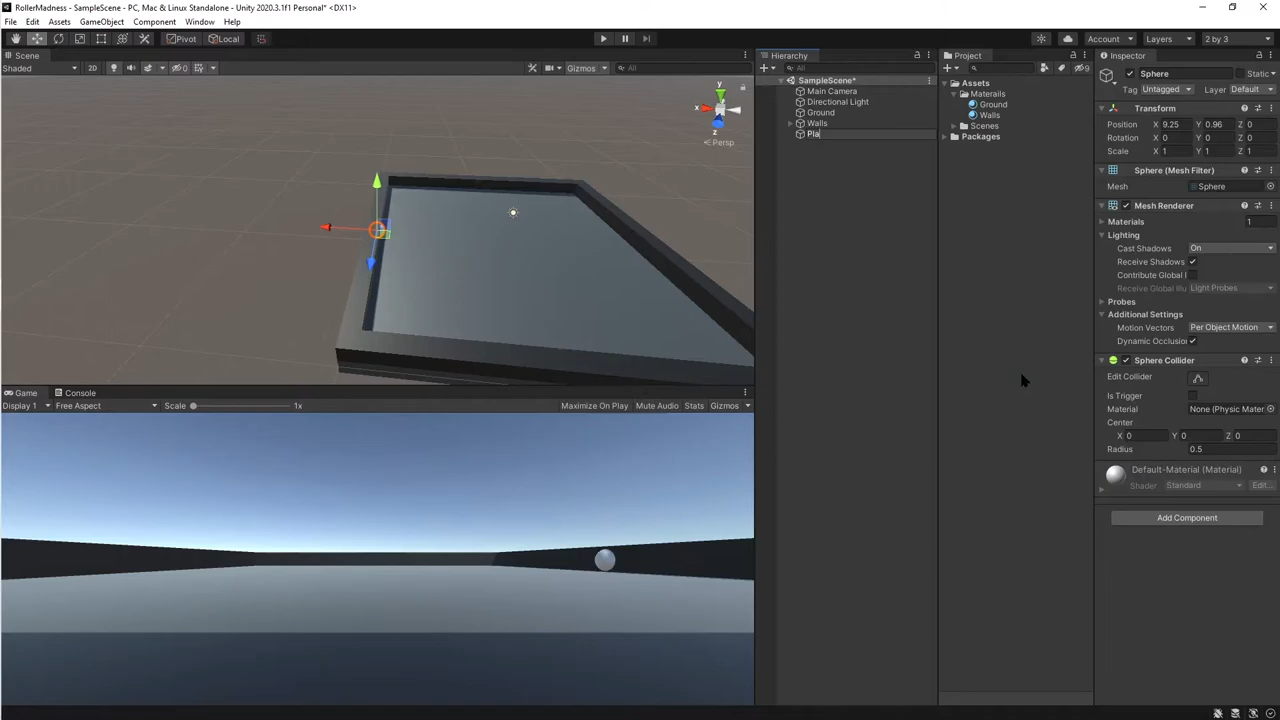 RollerMadness - SampleScene - PC, Mac & Linux Standalone - Unity 2020.3.1f1 Personal* <DX11>
File Edit Assets GameObject Component Window Help
Pivot Local Account Layers 2 by 3
Scene
Shaded 2D 0 Gizmos All
y
x
z
Persp
Game Console
Display 1 Free Aspect Scale 1x Maximize On Play Mute Audio Stats Gizmos
Hierarchy
All
SampleScene*
Main Camera
Directional Light
Ground
Walls
Pla
Project
9
Assets
Materails
Ground
Walls
Scenes
Packages
Inspector
Sphere Static
Tag Untagged Layer Default
Transform
Position X 9.25 Y 0.96 Z 0
Rotation X 0 Y 0 Z 0
Scale X 1 Y 1 Z 1
Sphere (Mesh Filter)
Mesh Sphere
Mesh Renderer
Materials 1
Lighting
Cast Shadows On
Receive Shadows
Contribute Global I
Receive Global Illu Light Probes
Probes
Additional Settings
Motion Vectors Per Object Motion
Dynamic Occlusio
Sphere Collider
Edit Collider
Is Trigger
Material None (Physic Mater
Center
X 0 Y 0 Z 0
Radius 0.5
Default-Material (Material)
Shader Standard Edit...
Add Component